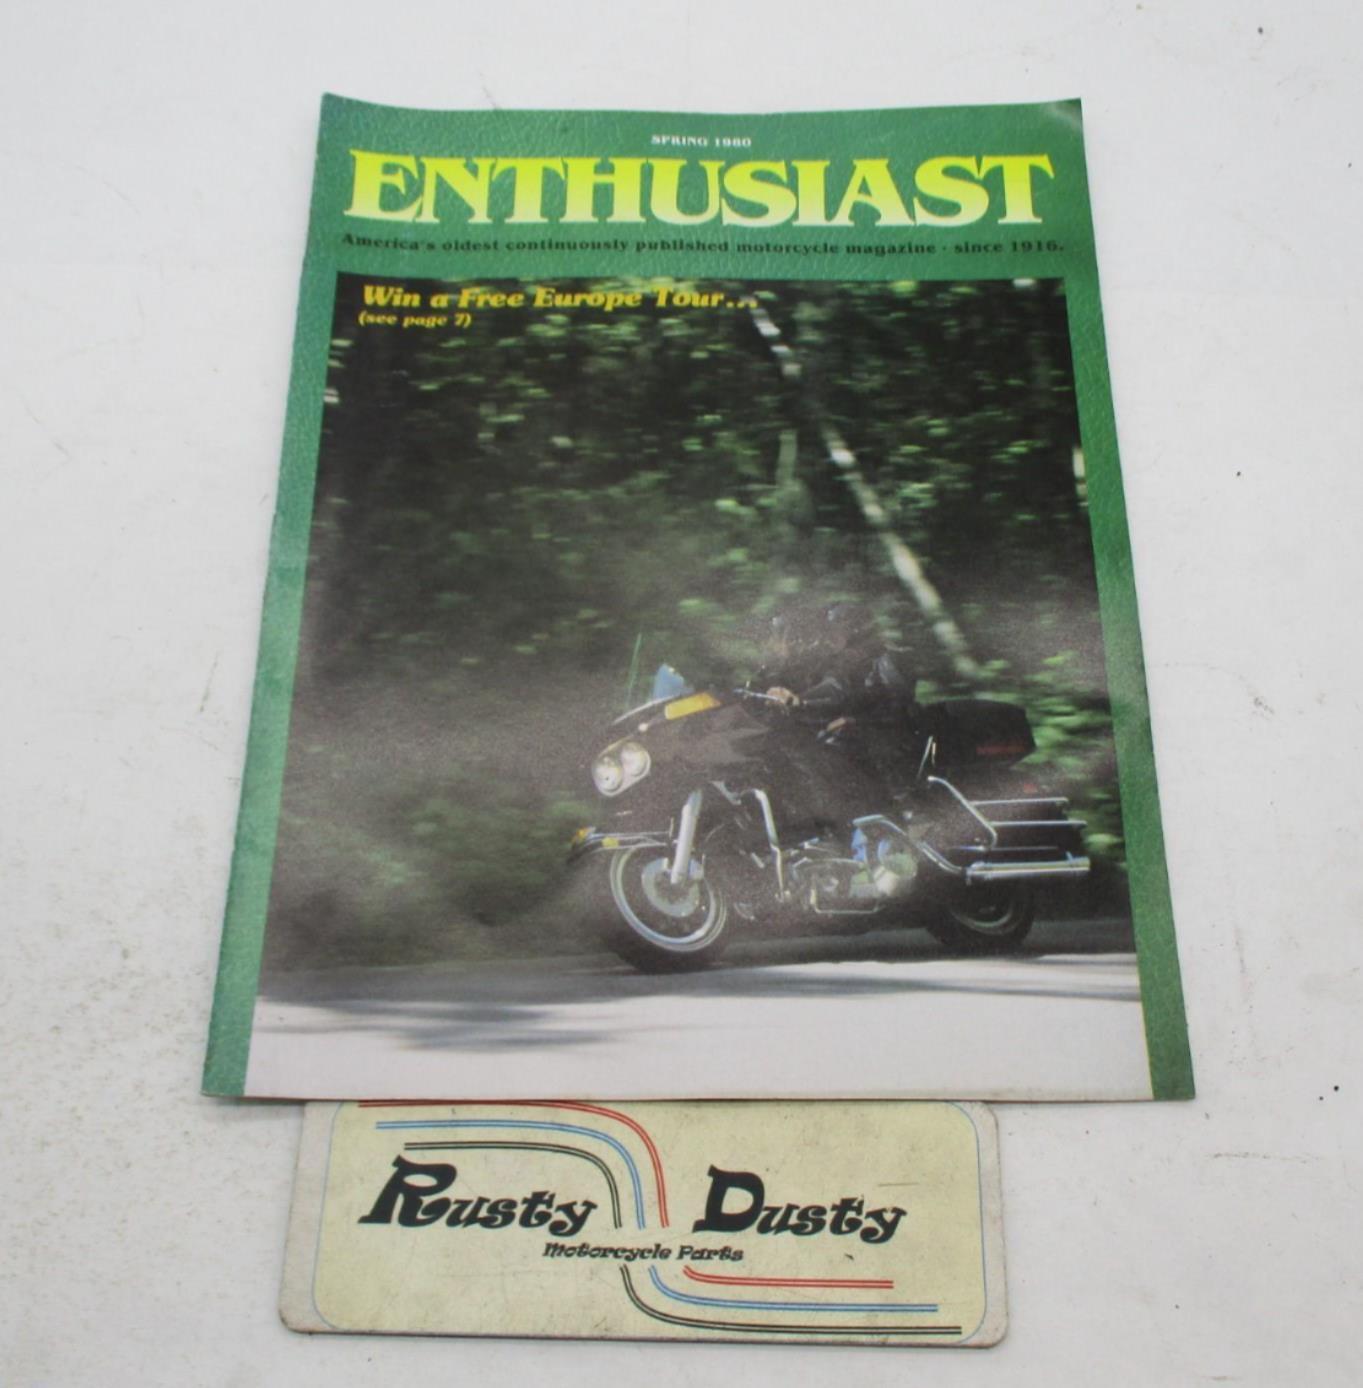 SPRING 1980
ENTHUSIAST
America's oldest continuously published motorcycle magazine · since 1916.
Win a Free Europe Tour...
(see page 7)
Rusty Dusty
Motorcycle Parts